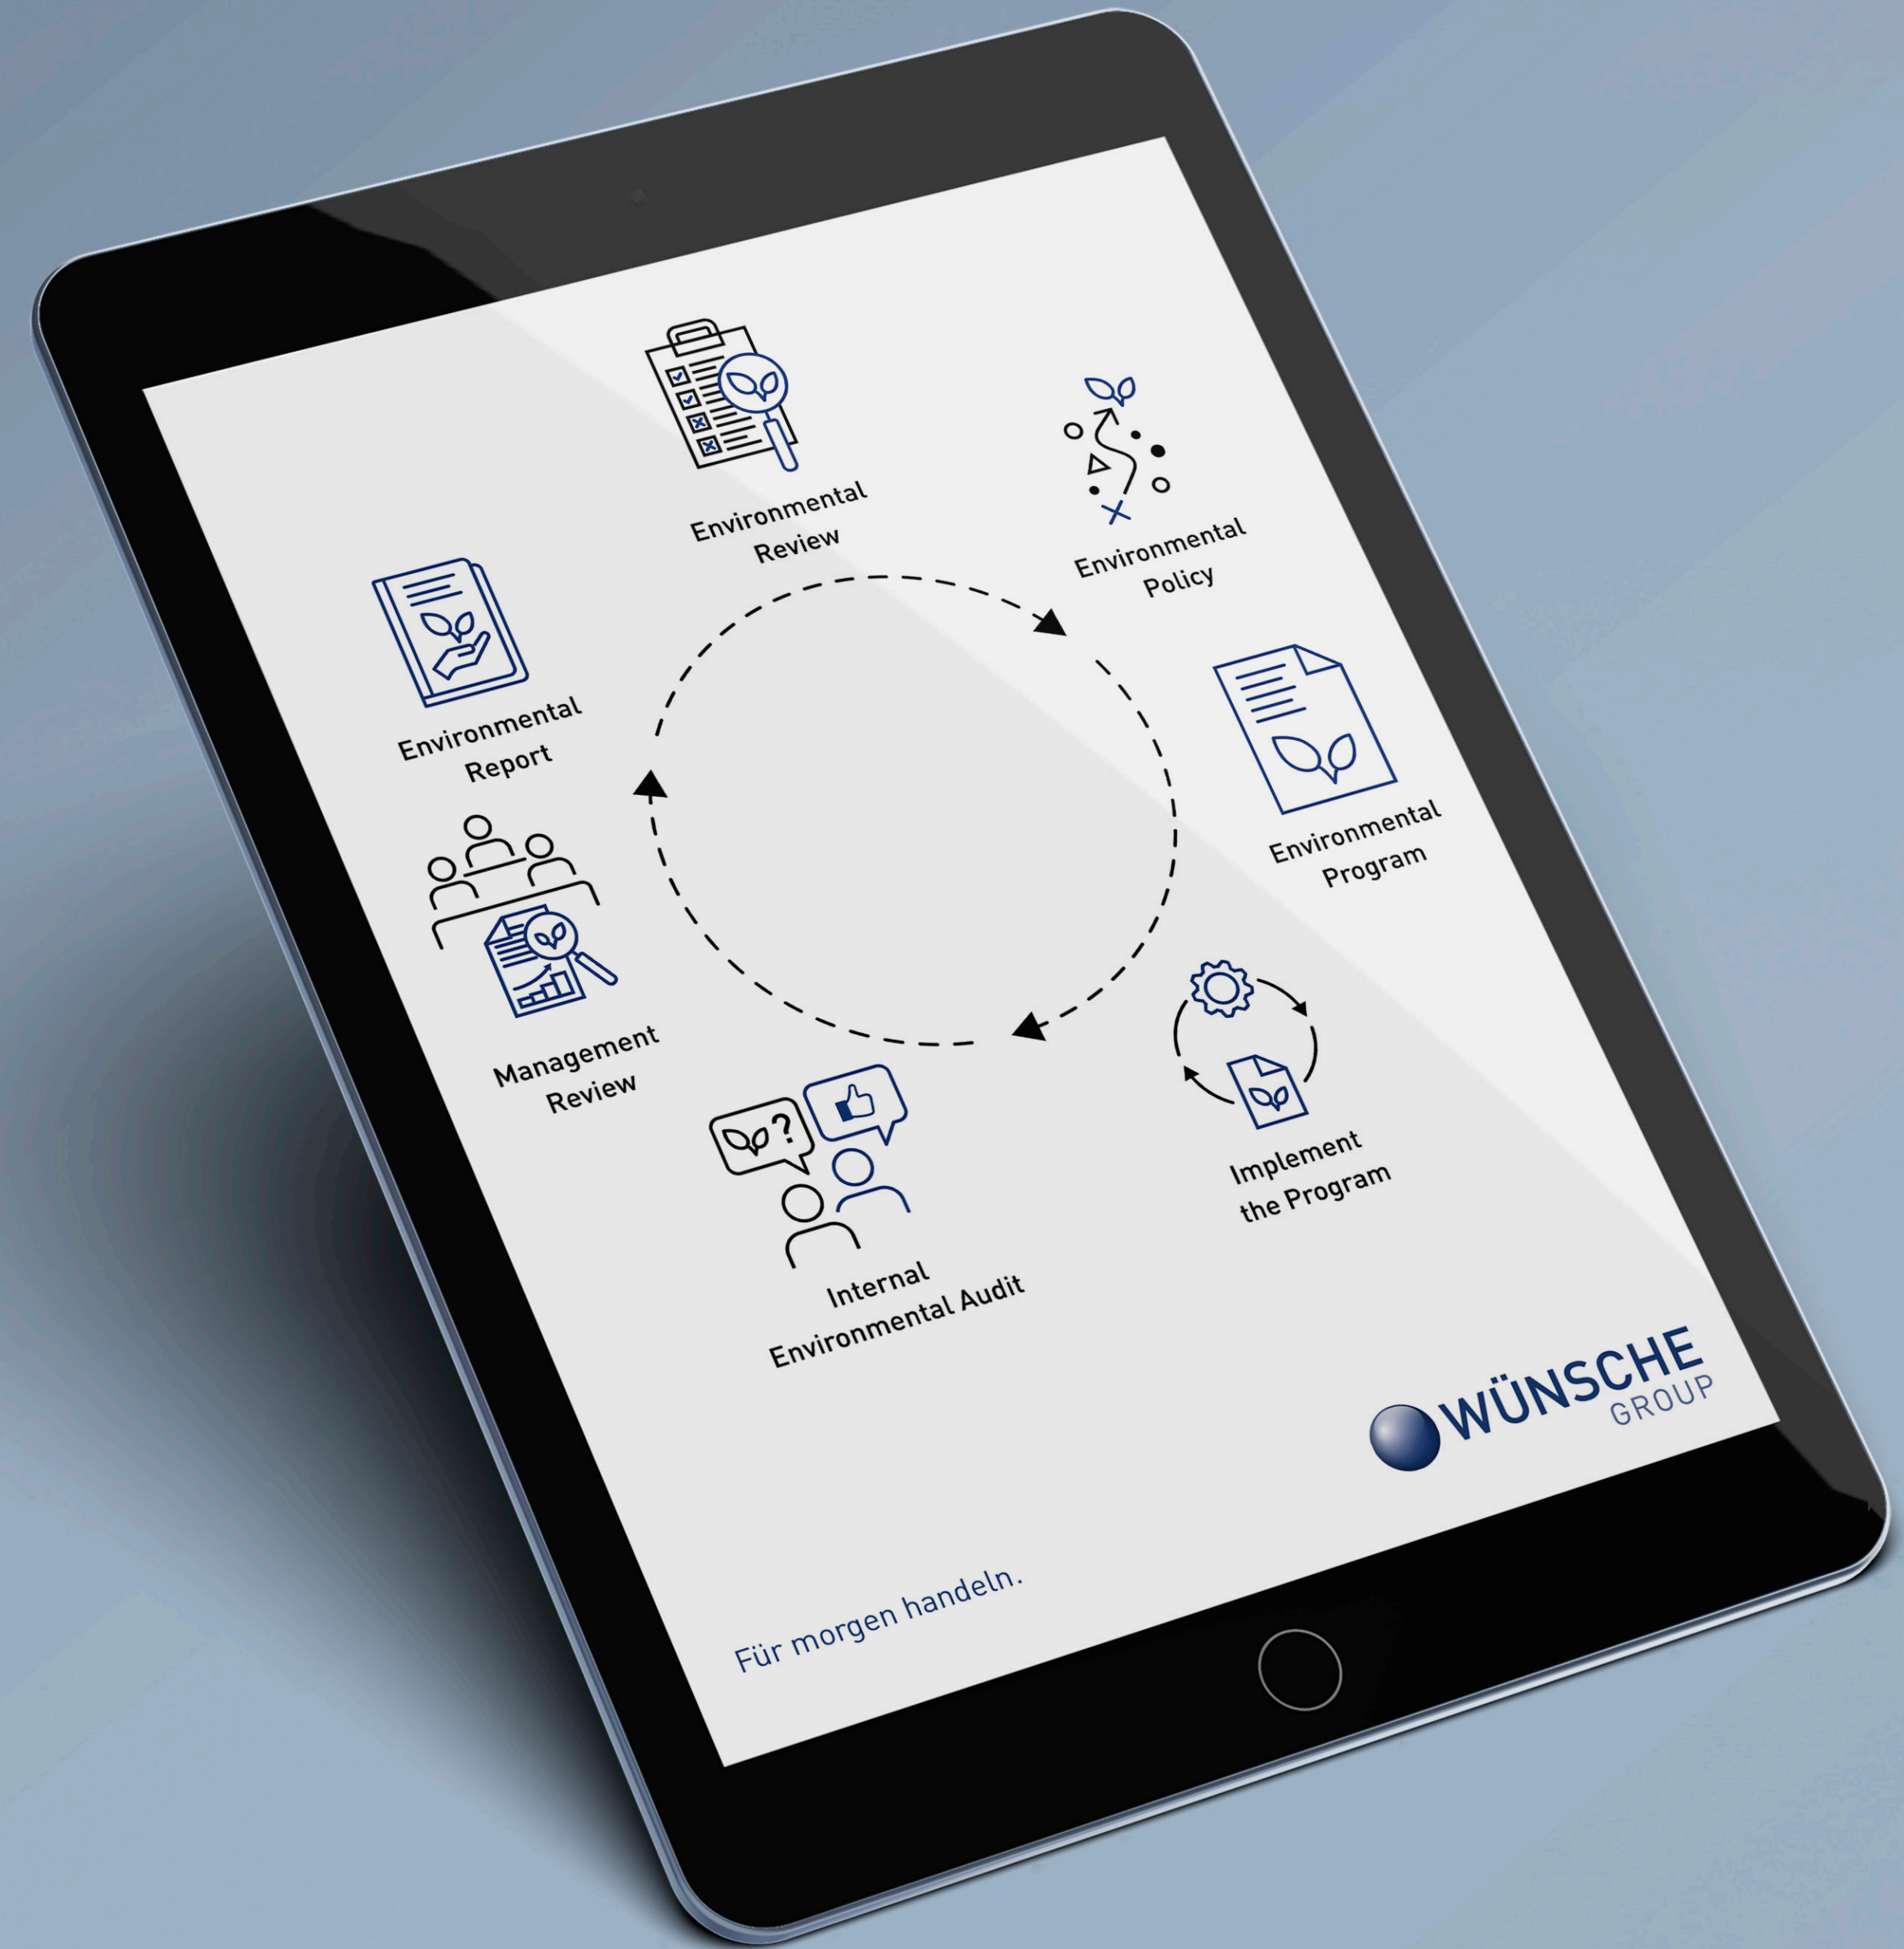 Environmental
Review
Environmental
Policy
Environmental
Program
Implement
the Program
Internal
Environmental Audit
Management
Review
Environmental
Report
?
WÜNSCHE
GROUP
Für morgen handeln.